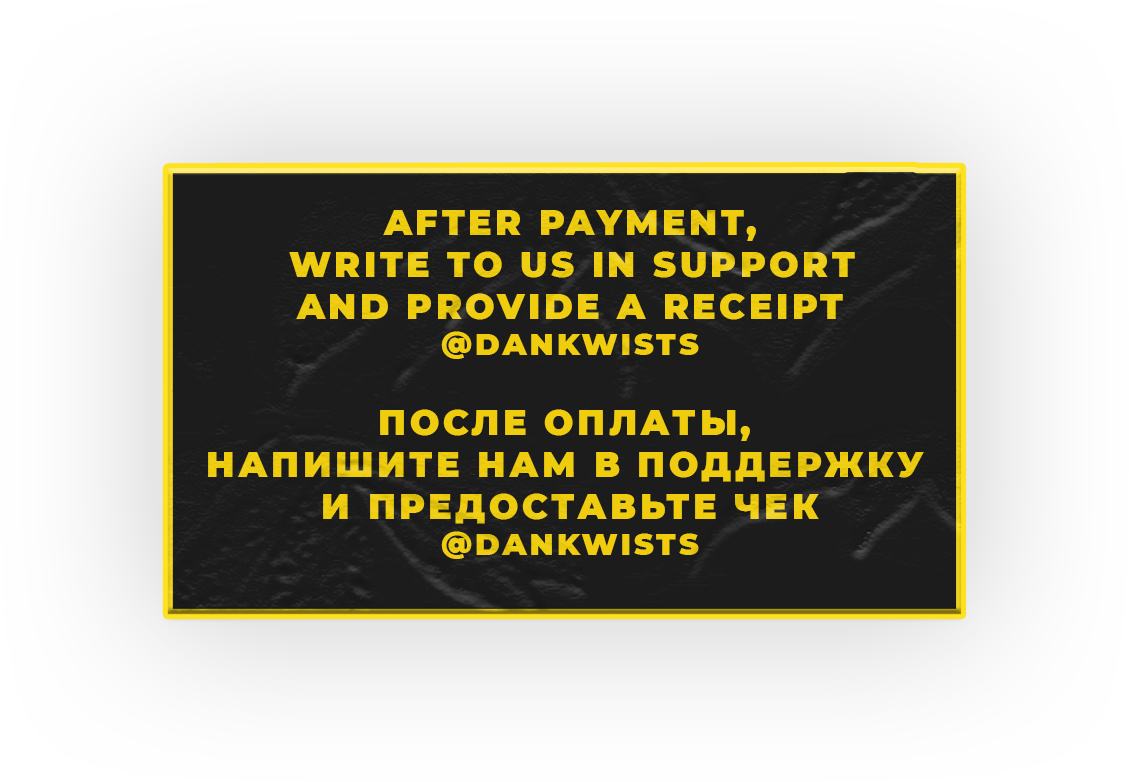 AFTER PAYMENT,
WRITE TO US IN SUPPORT
AND PROVIDE A RECEIPT
@DANKWISTS
ПОСЛЕ ОПЛАТЫ,
НАПИШИТЕ НАМ В ПОДДЕРЖКУ
И ПРЕДОСТАВЬТЕ ЧЕК
@DANKWISTS